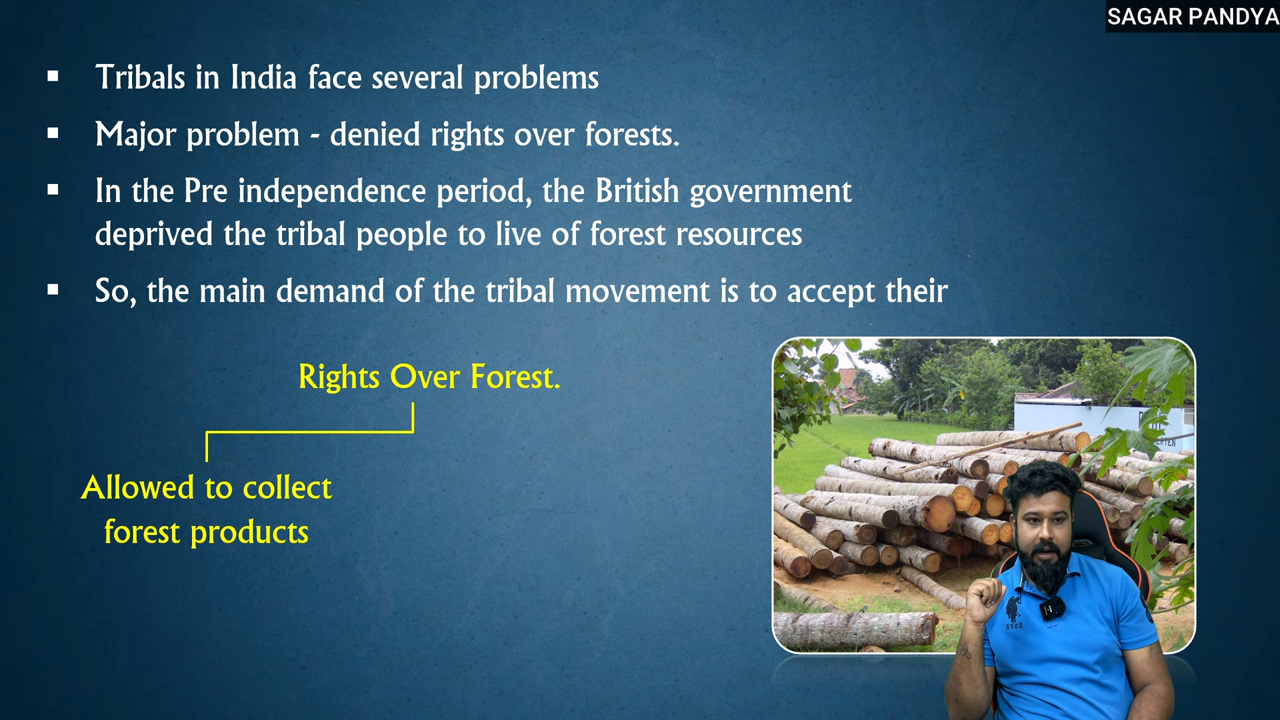 SAGAR PANDYA
▪ Tribals in India face several problems
▪ Major problem - denied rights over forests.
▪ In the Pre independence period, the British government
deprived the tribal people to live of forest resources
▪ So, the main demand of the tribal movement is to accept their
Rights Over Forest.
Allowed to collect
forest products